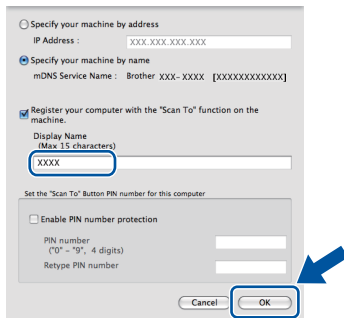 Specify your machine by address
IP Address : XXX.XXX.XXX.XXX
Specify your machine by name
mDNS Service Name : Brother XXX-XXXX [XXXXXXXXXXXX]
Register your computer with the "Scan To" function on the
machine.
Display Name
(Max 15 characters)
XXXX
Set the "Scan To" Button PIN number for this computer
Enable PIN number protection
PIN number
("0" – "9", 4 digits)
Retype PIN number
Cancel OK